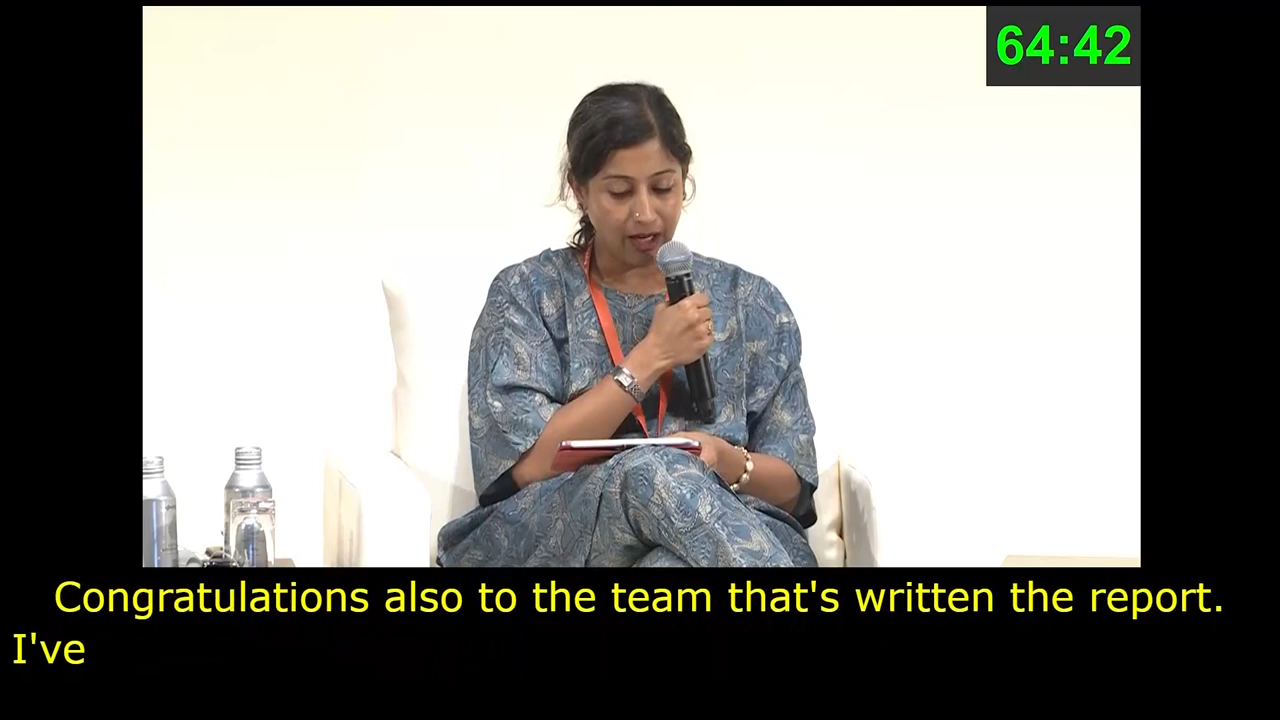 64:42
Congratulations also to the team that's written the report.
I've